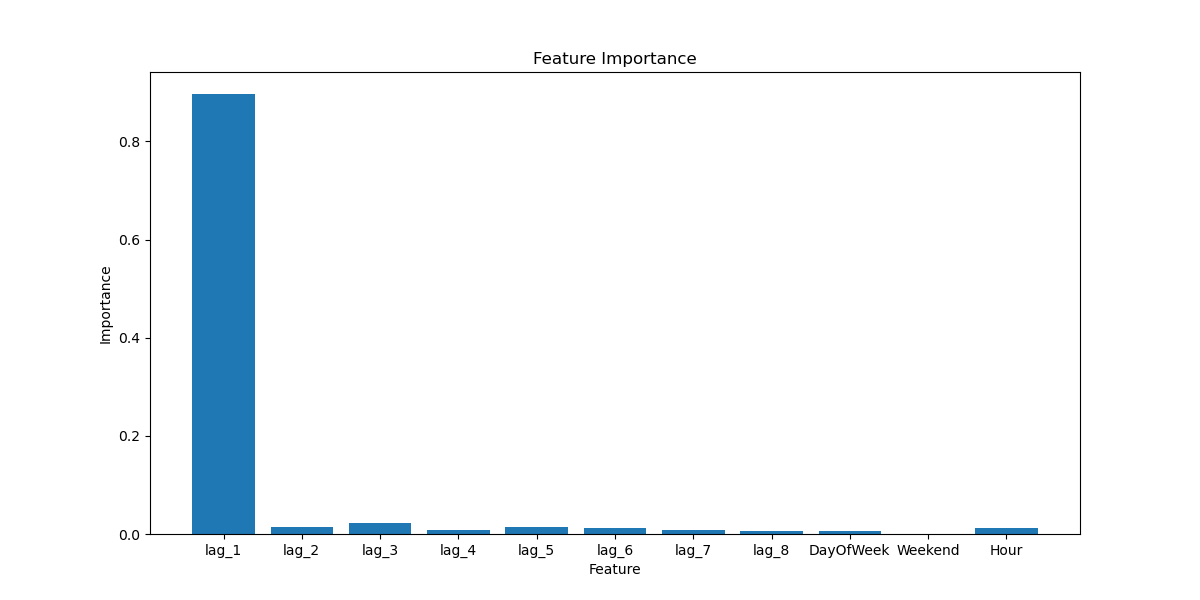 Feature Importance
0.8
0.6
0.4
0.2
0.0
Importance
lag_1 lag_2 lag_3 lag_4 lag_5 lag_6 lag_7 lag_8 DayOfWeek Weekend Hour
Feature